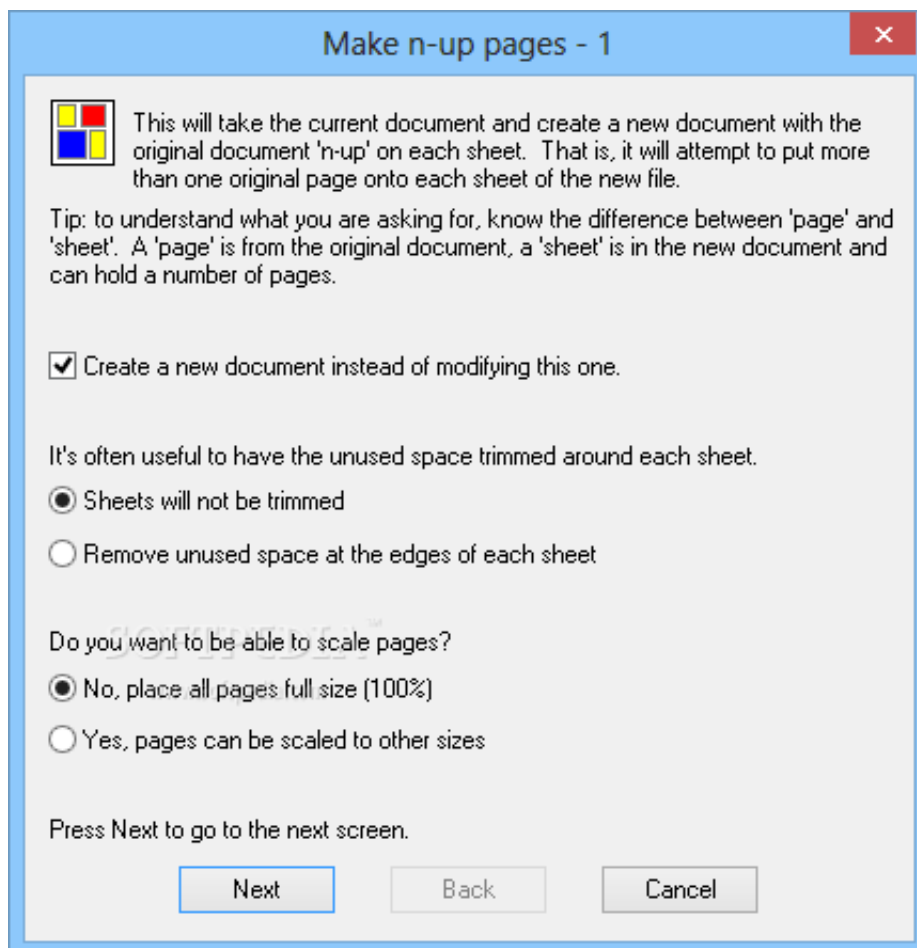 Make n-up pages - 1
This will take the current document and create a new document with the
original document 'n-up' on each sheet.  That is, it will attempt to put more
than one original page onto each sheet of the new file.
Tip: to understand what you are asking for, know the difference between 'page' and
'sheet'.  A 'page' is from the original document, a 'sheet' is in the new document and
can hold a number of pages.
Create a new document instead of modifying this one.
It's often useful to have the unused space trimmed around each sheet.
Sheets will not be trimmed
Remove unused space at the edges of each sheet
SOFTPEDIA™
Do you want to be able to scale pages?
No, place all pages full size (100%)
Yes, pages can be scaled to other sizes
Press Next to go to the next screen.
Next Back Cancel